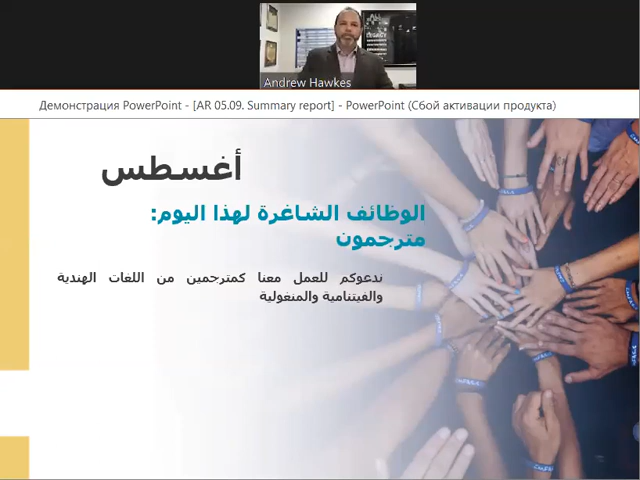 LEGACY
Andrew Hawkes
Демонстрация PowerPoint - [AR 05.09. Summary report] - PowerPoint (Сбой активации продукта)
أغسطس
الوظائف الشاغرة لهذا اليوم:
مترجمون
ندعوكم للعمل معنا كمترجمين من اللغات الهندية
والفيتنامية والمنغولية